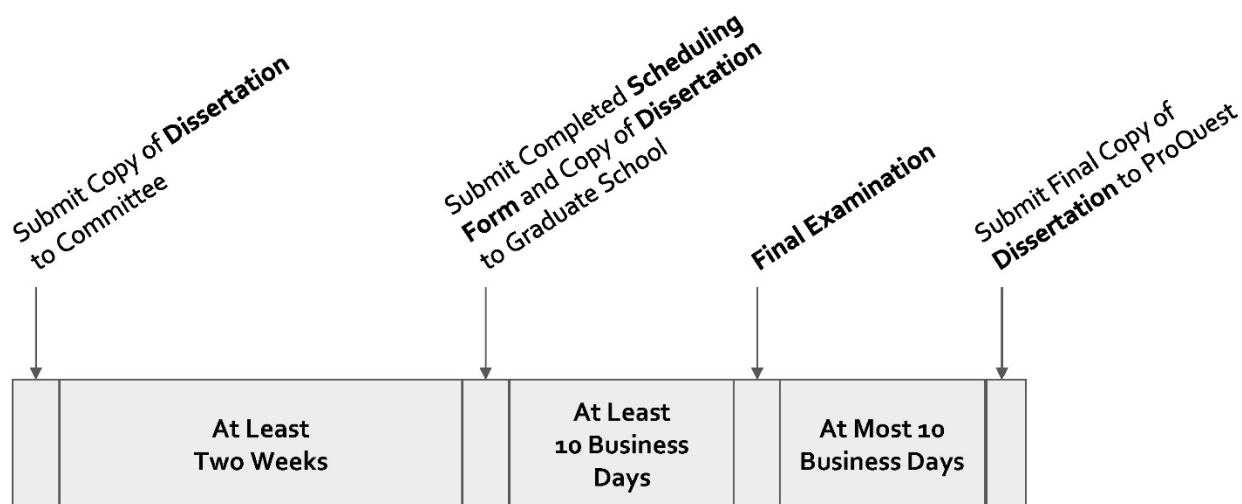 Submit Copy of Dissertation
to Committee
Submit Completed Scheduling
Form and Copy of Dissertation
to Graduate School
Final Examination
Submit Final Copy of
Dissertation to ProQuest
At Least
Two Weeks
At Least
10 Business
Days
At Most 10
Business Days